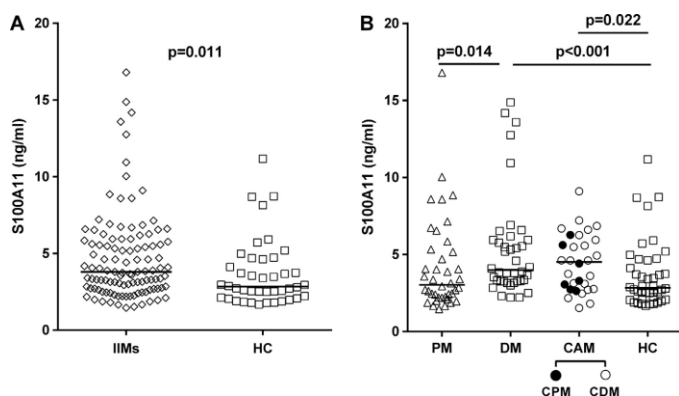 A
p=0.011
S100A11 (ng/ml)
20
15
10
5
0
IIMs HC
B
p=0.022
p=0.014 p<0.001
S100A11 (ng/ml)
20
15
10
5
0
PM DM CAM HC
CPM CDM